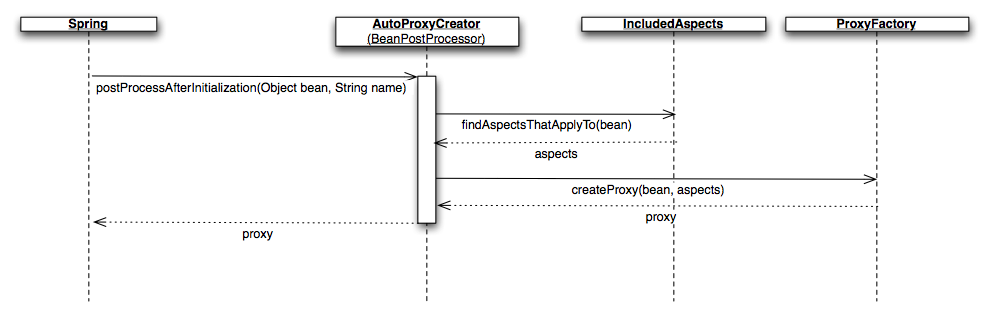 Spring
AutoProxyCreator
(BeanPostProcessor)
IncludedAspects
ProxyFactory
postProcessAfterInitialization(Object bean, String name)
findAspectsThatApplyTo(bean)
aspects
createProxy(bean, aspects)
proxy
proxy